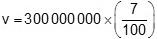 v = 300 000 000 × (7/100)